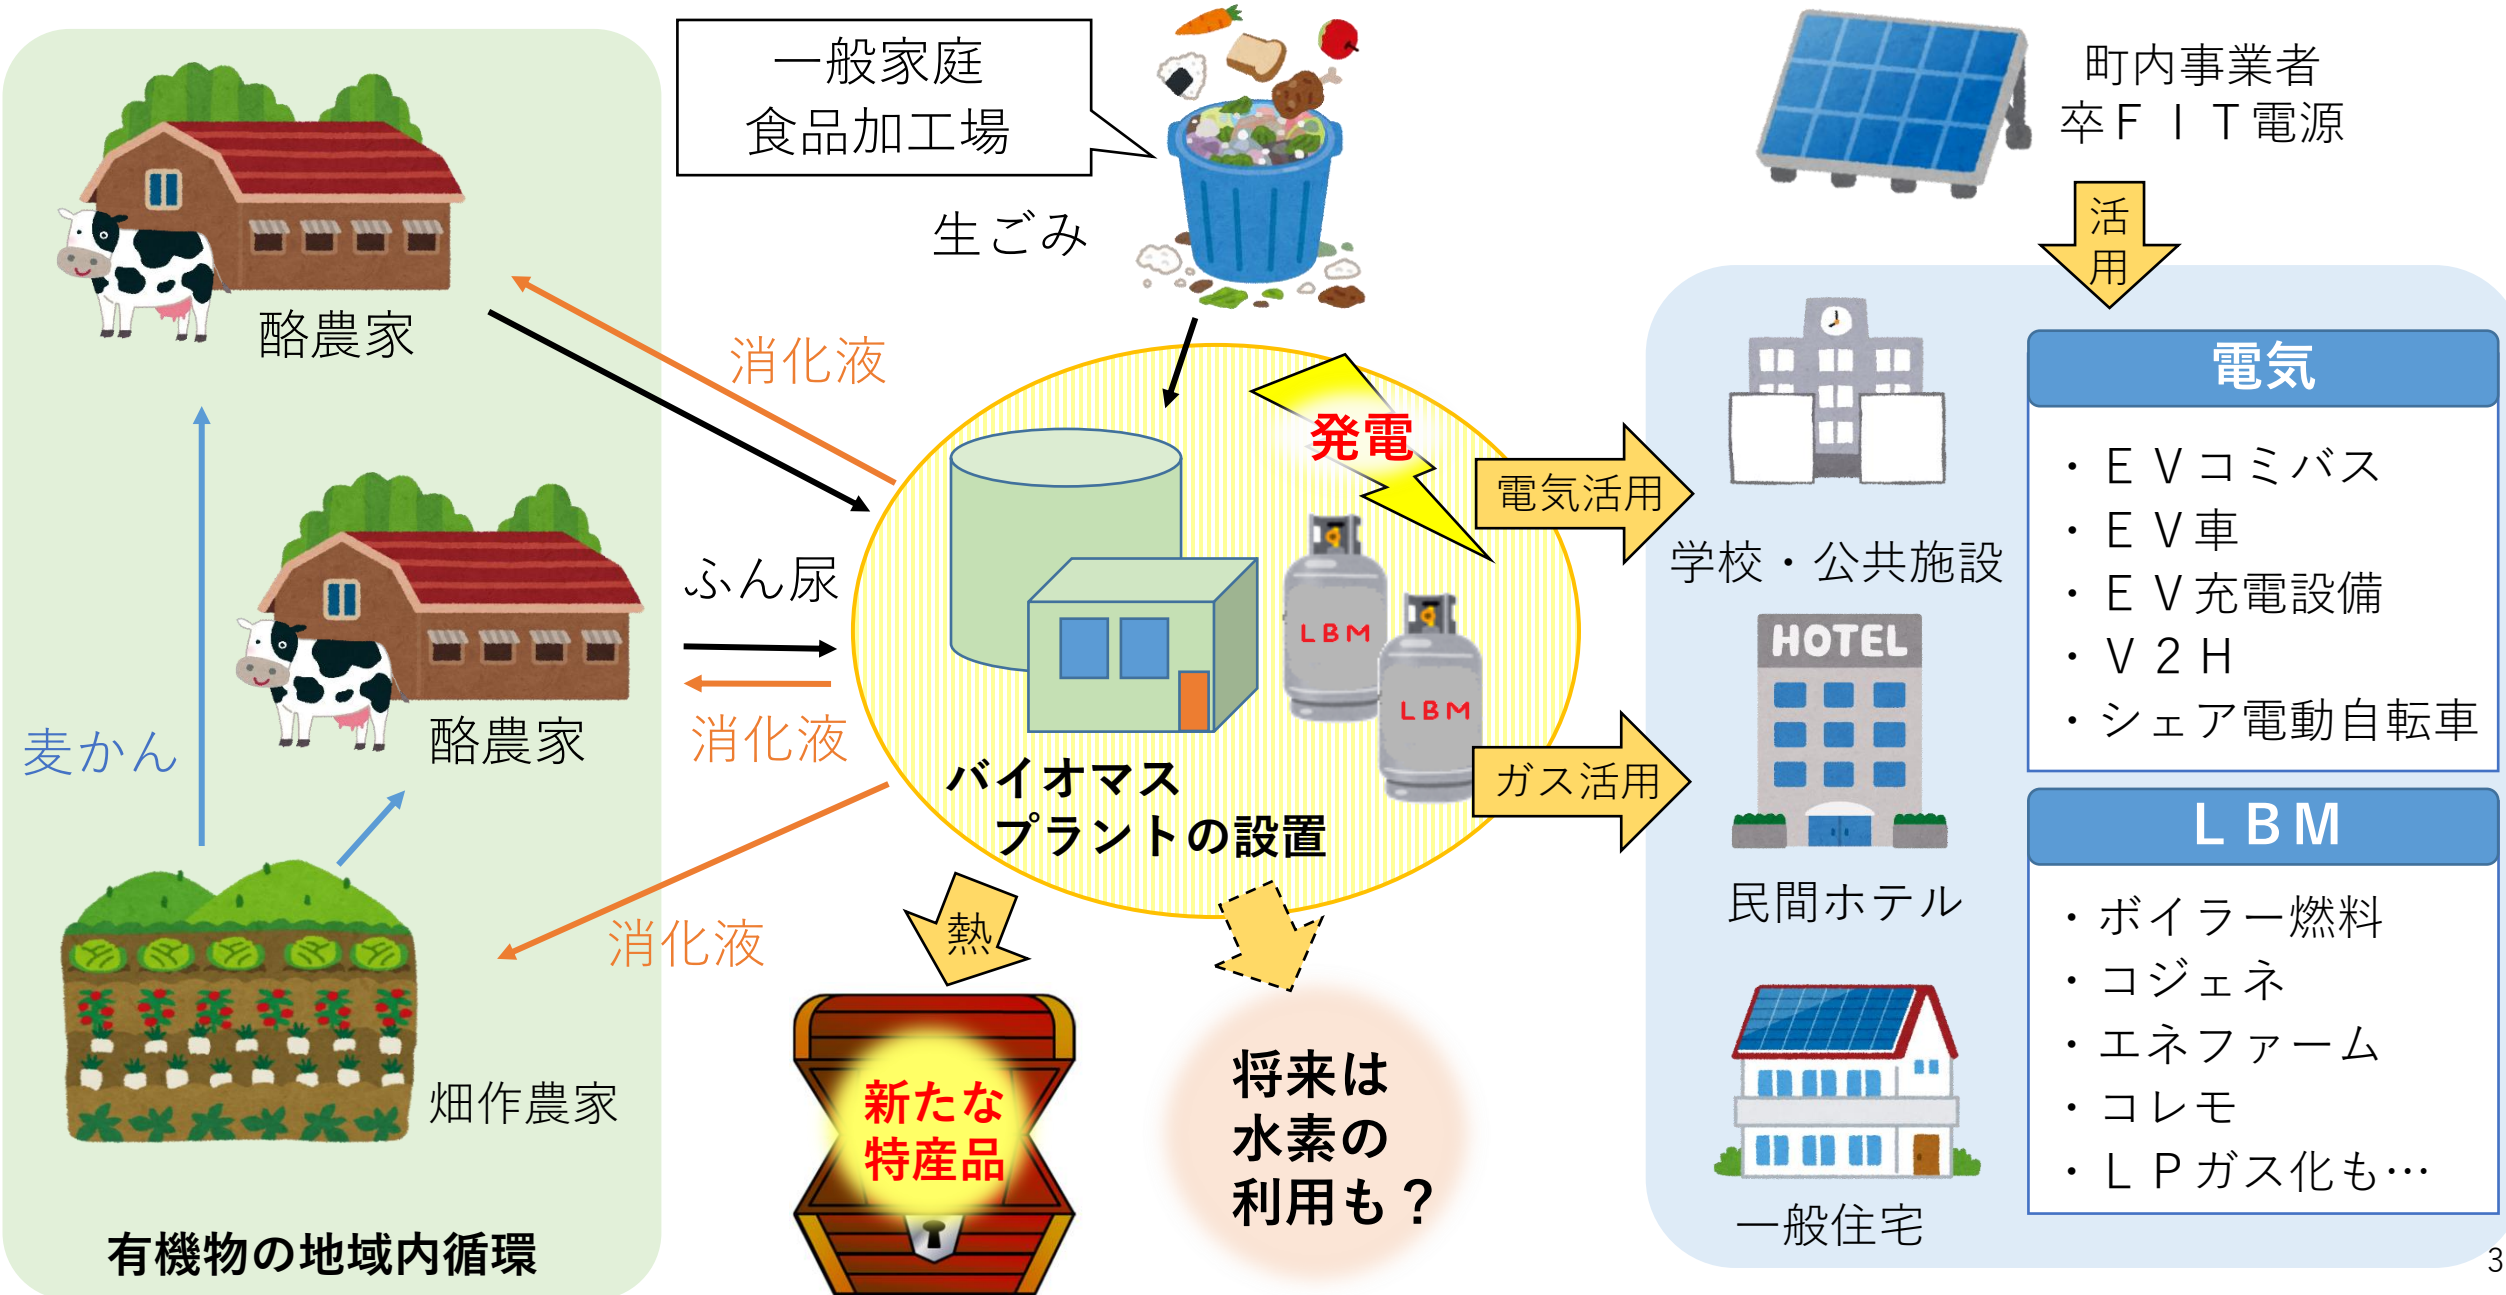 一般家庭
食品加工場
生ごみ
町内事業者
卒ＦＩＴ電源
活
用
酪農家
消化液
ふん尿
酪農家
消化液
麦かん
消化液
畑作農家
有機物の地域内循環
発電
LBM
LBM
バイオマス
プラントの設置
電気活用
ガス活用
熱
新たな
特産品
将来は
水素の
利用も？
学校・公共施設
HOTEL
民間ホテル
一般住宅
電気
・ＥＶコミバス
・ＥＶ車
・ＥＶ充電設備
・Ｖ２Ｈ
・シェア電動自転車
ＬＢＭ
・ボイラー燃料
・コジェネ
・エネファーム
・コレモ
・ＬＰガス化も…
3